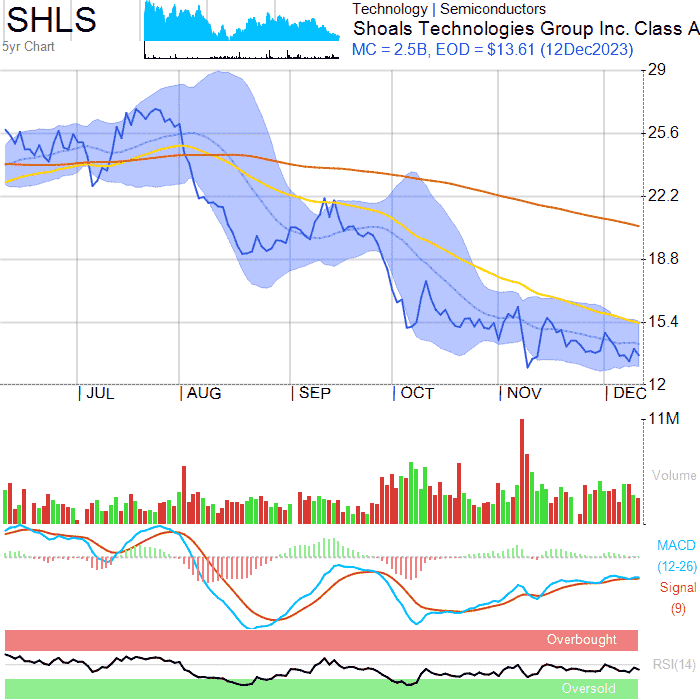 SHLS
5yr Chart
Technology | Semiconductors
Shoals Technologies Group Inc. Class A
MC = 2.5B, EOD = $13.61 (12Dec2023)
29
25.6
22.2
18.8
15.4
12
JUL
AUG
SEP
OCT
NOV
DEC
11M
Volume
MACD
(12-26)
Signal
(9)
Overbought
RSI(14)
Oversold